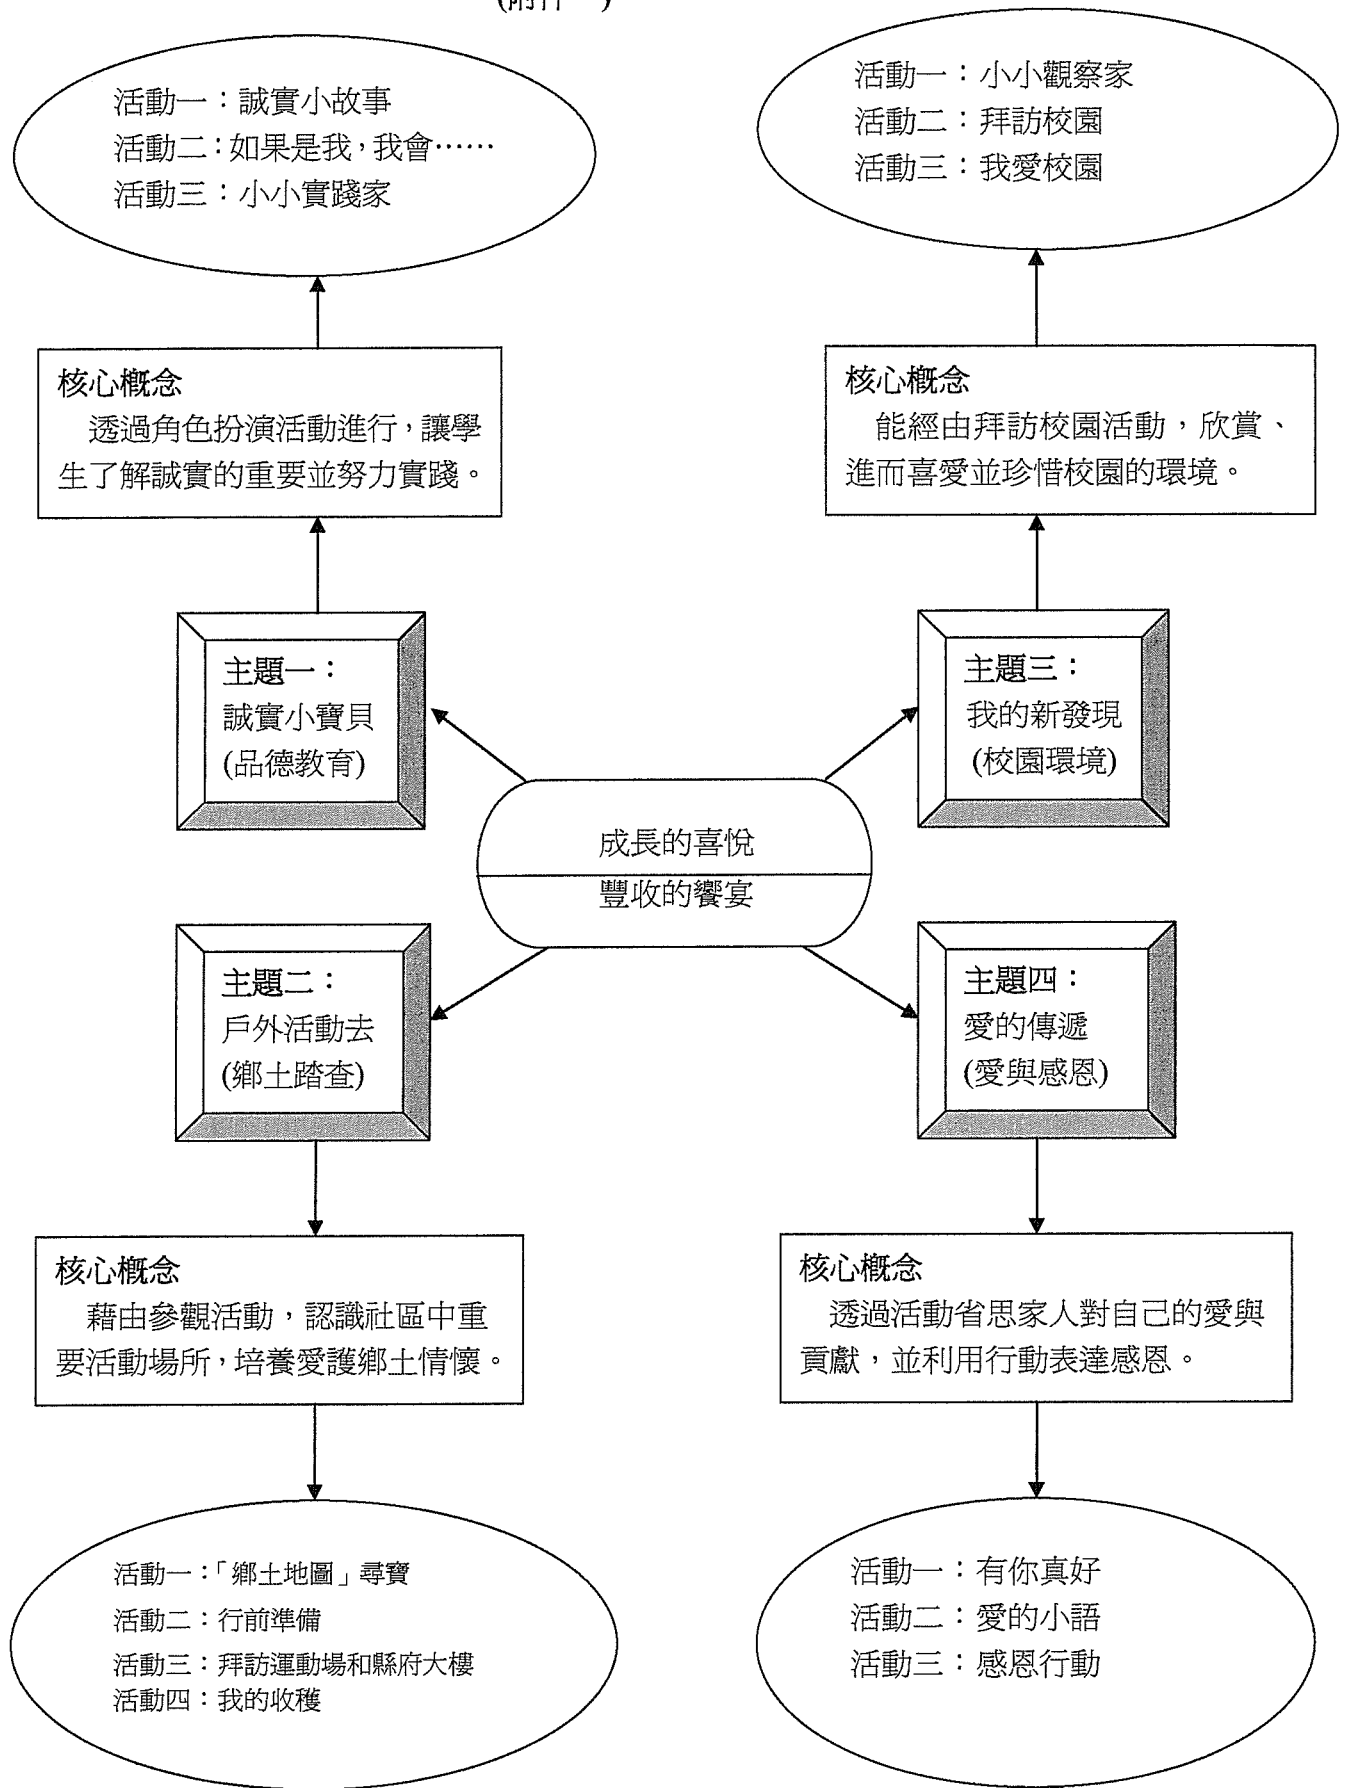 活動一：誠實小故事
活動二：如果是我，我會⋯⋯
活動三：小小實踐家
核心概念
透過角色扮演活動進行，讓學
生了解誠實的重要並努力實踐。
主題一：
誠實小寶貝
(品德教育)
活動一：小小觀察家
活動二：拜訪校園
活動三：我愛校園
核心概念
能經由拜訪校園活動，欣賞、
進而喜愛並珍惜校園的環境。
主題三：
我的新發現
(校園環境)
成長的喜悅
豐收的饗宴
主題二：
戶外活動去
(鄉土踏查)
核心概念
藉由參觀活動，認識社區中重
要活動場所，培養愛護鄉土情懷。
活動一：「鄉土地圖」尋寶
活動二：行前準備
活動三：拜訪運動場和縣府大樓
活動四：我的收穫
主題四：
愛的傳遞
(愛與感恩)
核心概念
透過活動省思家人對自己的愛與
貢獻，並利用行動表達感恩。
活動一：有你真好
活動二：愛的小語
活動三：感恩行動